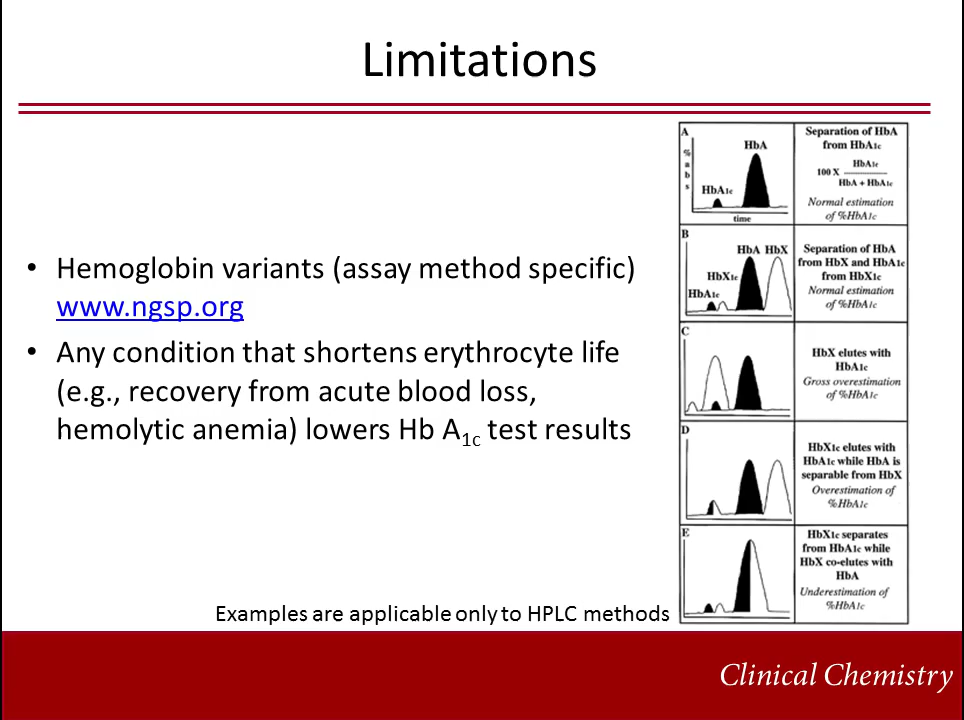 Limitations
• Hemoglobin variants (assay method specific)
www.ngsp.org
• Any condition that shortens erythrocyte life
(e.g., recovery from acute blood loss,
hemolytic anemia) lowers Hb A1c test results
A
% abs
HbA
HbA1c
time
Separation of HbA
from HbA1c
100 X HbA1c
HbA + HbA1c
Normal estimation
of %HbA1c
B
HbA HbX
HbX1c
HbA1c
Separation of HbA
from HbX and HbA1c
from HbX1c
Normal estimation
of %HbA1c
C
HbX elutes with
HbA1c
Gross overestimation
of %HbA1c
D
HbX1c elutes with
HbA1c while HbA is
separable from HbX
Overestimation of
%HbA1c
E
HbX1c separates
from HbA1c while
HbX co-elutes with
HbA
Underestimation of
%HbA1c
Examples are applicable only to HPLC methods
Clinical Chemistry